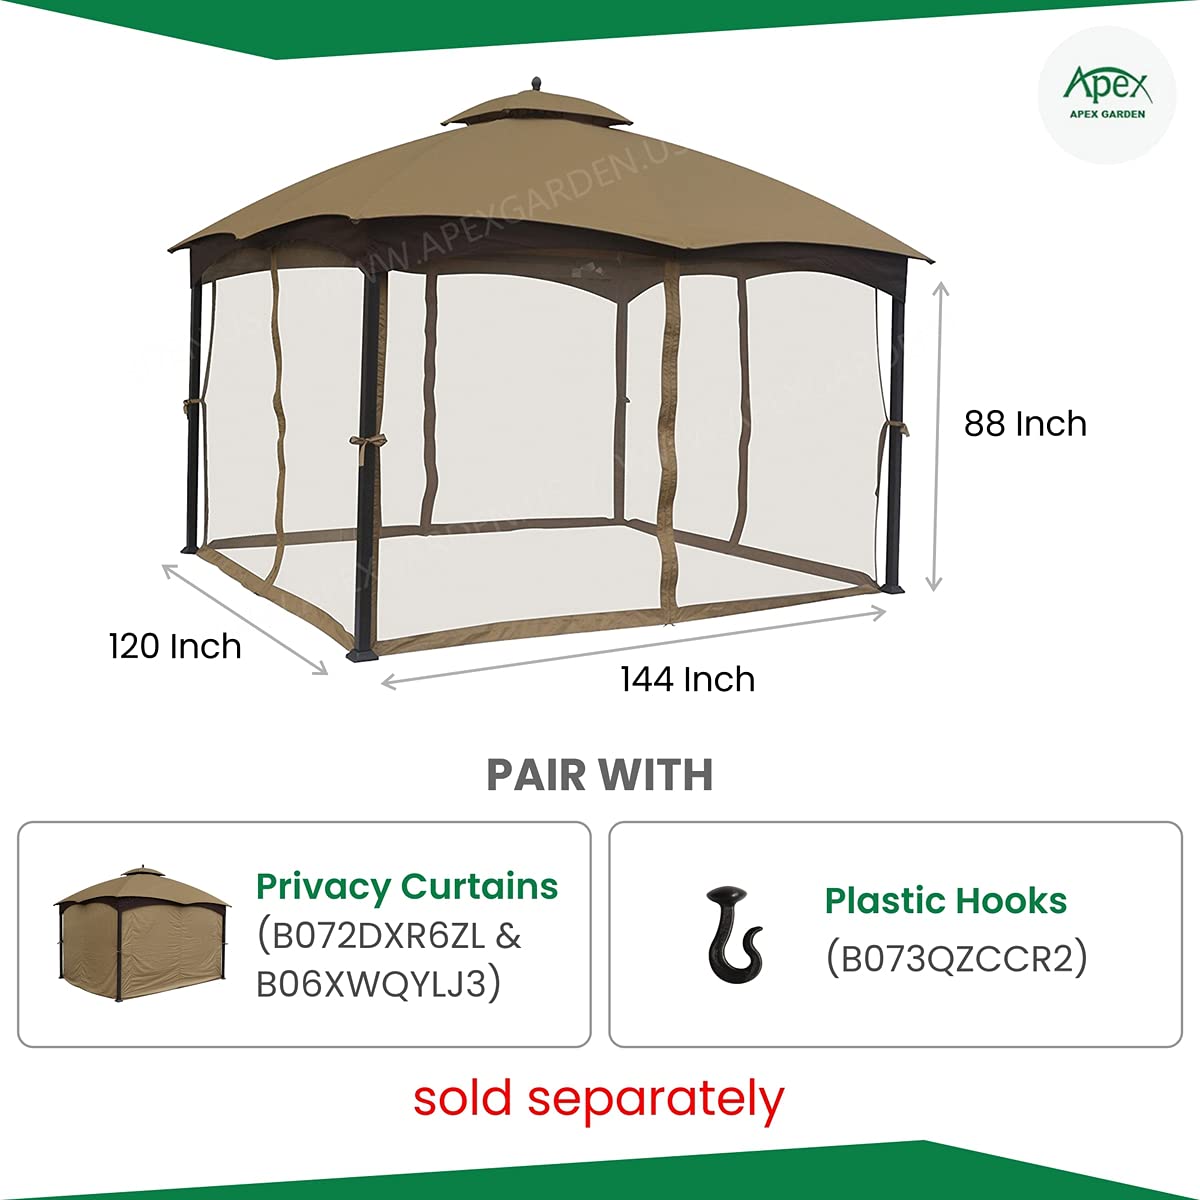 Apex
APEX GARDEN
WWW.APEXGARDEN.US
88 Inch
120 Inch
144 Inch
PAIR WITH
Privacy Curtains
(B072DXR6ZL &
B06XWQYLJ3)
Plastic Hooks
(B073QZCCR2)
sold separately